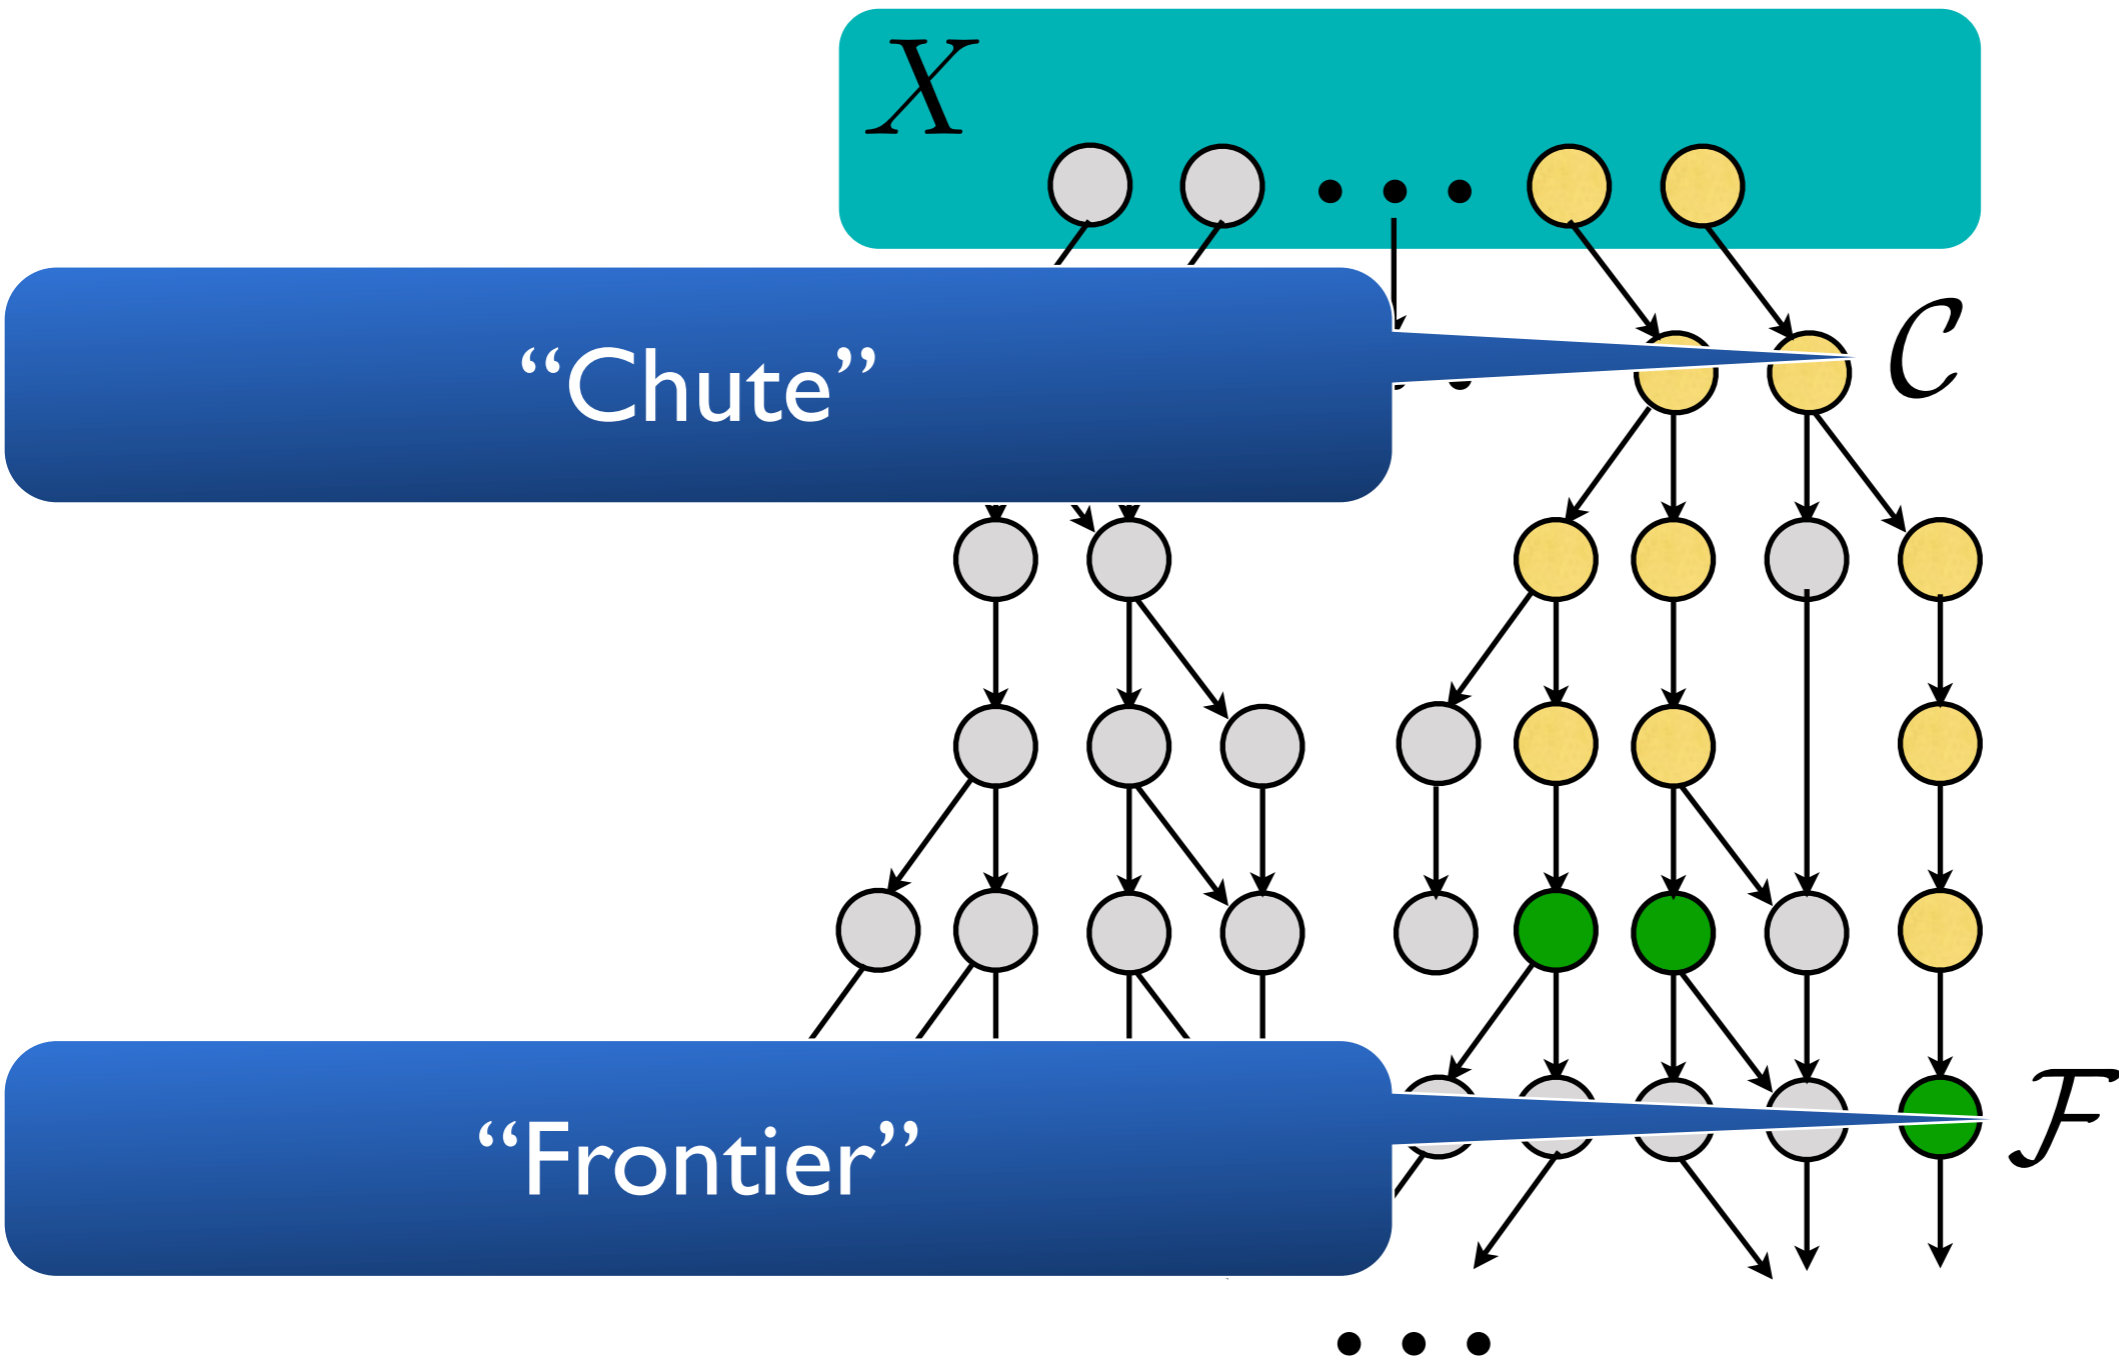 X
“Chute”
𝒞
“Frontier”
ℱ